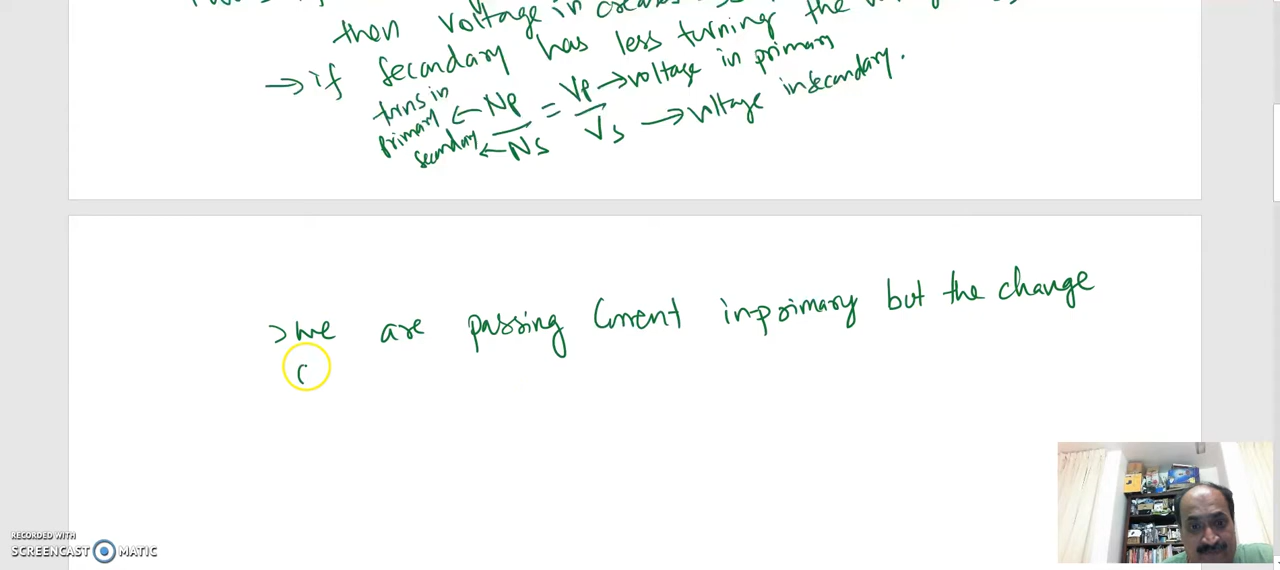 then voltage in creases
→ if secondary has less turning the
turns in primary ← Np = Vp → voltage in primary
secondary ← Ns Vs → voltage in secondary.
> we are passing Current in primary but the change
RECORDED WITH
SCREENCAST MATIC